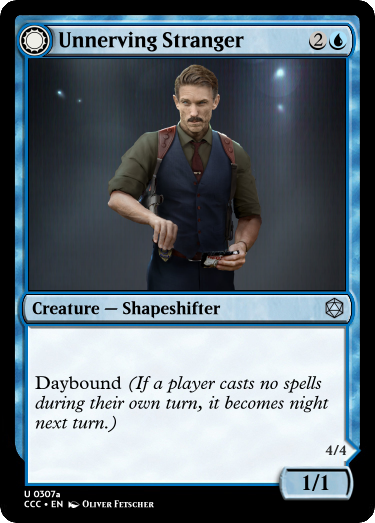 Unnerving Stranger 2
Creature — Shapeshifter
Daybound (If a player casts no spells
during their own turn, it becomes night
next turn.)
4/4
1/1
U 0307a
CCC • EN Oliver Fetscher